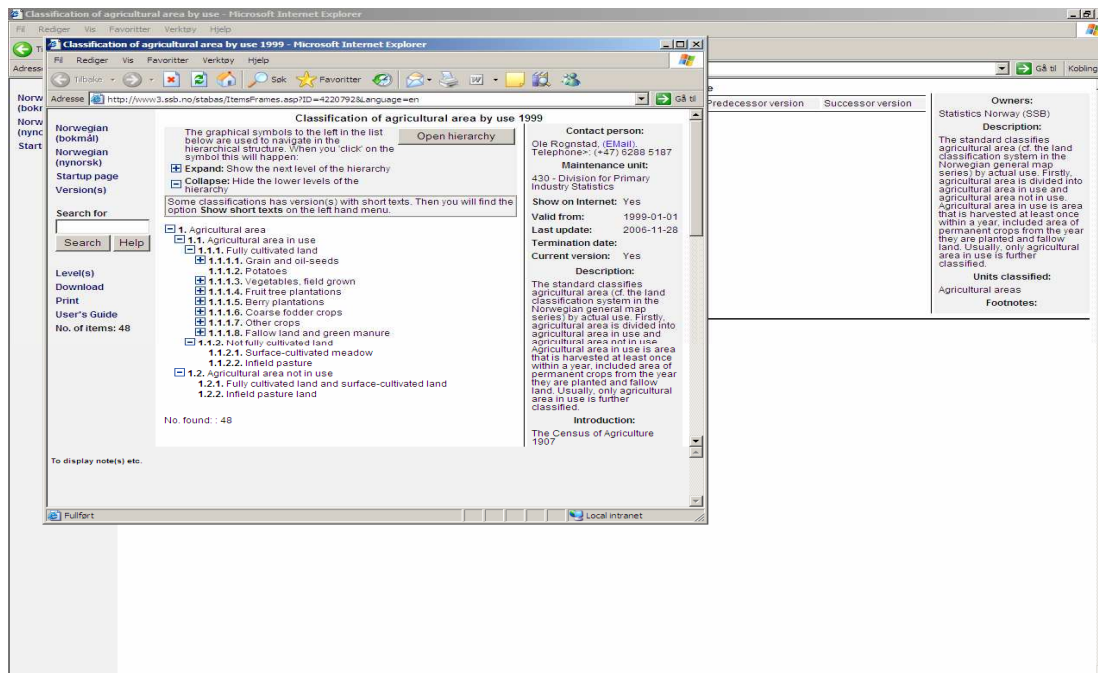 Classification of agricultural area by use - Microsoft Internet Explorer
Fil Rediger Vis Favoritter Verktøy Hjelp
Adresse
Gå til Kobling
Norw
(bokr
Norw
(nync
Start
Predecessor version Successor version
Owners:
Statistics Norway (SSB)
Description:
The standard classifies
agricultural area (cf. the land
classification system in the
Norwegian general map
series) by actual use. Firstly,
agricultural area is divided into
agricultural area in use and
agricultural area not in use.
Agricultural area in use is area
that is harvested at least once
within a year, included area of
permanent crops from the year
they are planted and fallow
land. Usually, only agricultural
area in use is further
classified.
Units classified:
Agricultural areas
Footnotes:
Classification of agricultural area by use 1999 - Microsoft Internet Explorer
Fil Rediger Vis Favoritter Verktøy Hjelp
Tilbake Søk Favoritter
Adresse http://www3.ssb.no/stabas/ItemsFrames.asp?ID=4220792&Language=en Gå til
Norwegian
(bokmål)
Norwegian
(nynorsk)
Startup page
Version(s)
Search for
Search Help
Level(s)
Download
Print
User's Guide
No. of items: 48
Classification of agricultural area by use 1999
The graphical symbols to the left in the list
below are used to navigate in the
hierarchical structure. When you 'click' on the
symbol this will happen:
Open hierarchy
Expand: Show the next level of the hierarchy
Collapse: Hide the lower levels of the
hierarchy
Some classifications has version(s) with short texts. Then you will find the
option Show short texts on the left hand menu.
1. Agricultural area
1.1. Agricultural area in use
1.1.1. Fully cultivated land
1.1.1.1. Grain and oil-seeds
1.1.1.2. Potatoes
1.1.1.3. Vegetables, field grown
1.1.1.4. Fruit tree plantations
1.1.1.5. Berry plantations
1.1.1.6. Coarse fodder crops
1.1.1.7. Other crops
1.1.1.8. Fallow land and green manure
1.1.2. Not fully cultivated land
1.1.2.1. Surface-cultivated meadow
1.1.2.2. Infield pasture
1.2. Agricultural area not in use
1.2.1. Fully cultivated land and surface-cultivated land
1.2.2. Infield pasture land
No. found: : 48
Contact person:
Ole Rognstad, (EMail),
Telephone>: (+47) 6288 5187
Maintenance unit:
430 - Division for Primary
Industry Statistics
Show on Internet: Yes
Valid from: 1999-01-01
Last update: 2006-11-28
Termination date:
Current version: Yes
Description:
The standard classifies
agricultural area (cf. the land
classification system in the
Norwegian general map
series) by actual use. Firstly,
agricultural area is divided into
agricultural area in use and
agricultural area not in use.
Agricultural area in use is area
that is harvested at least once
within a year, included area of
permanent crops from the year
they are planted and fallow
land. Usually, only agricultural
area in use is further
classified.
Introduction:
The Census of Agriculture
1907
To display note(s) etc.
Fullført Local intranet